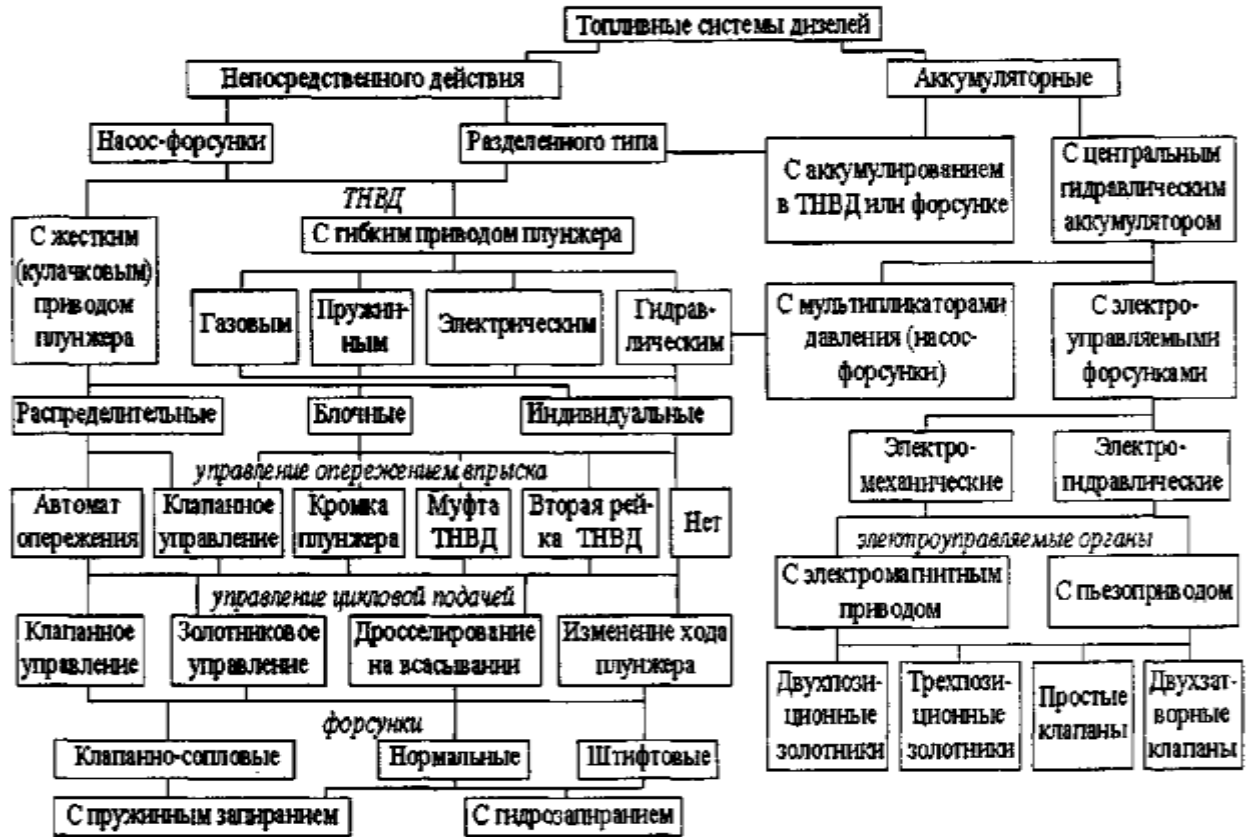 Топливные системы дизелей
Непосредственного действия
Аккумуляторные
Насос-форсунки
Разделенного типа
С аккумулированием
в ТНВД или форсунке
С центральным
гидравлическим
аккумулятором
ТНВД
С жестким
(кулачковым)
приводом
плунжера
С гибким приводом плунжера
Газовым
Пружин-
ным
Электрическим
Гидрав-
лическим
С мультипликаторами
давления (насос-
форсунки)
С электро-
управляемыми
форсунками
Распределительные
Блочные
Индивидуальные
Электро-
механические
Электро-
гидравлические
управление опережением впрыска
Автомат
опережения
Клапанное
управление
Кромка
плунжера
Муфта
ТНВД
Вторая рей-
ка ТНВД
Нет
электроуправляемые органы
С электромагнитным
приводом
С пьезоприводом
управление цикловой подачей
Клапанное
управление
Золотниковое
управление
Дросселирование
на всасывании
Изменение хода
плунжера
Двухпози-
ционные
золотники
Трехпози-
ционные
золотники
Простые
клапаны
Двухзат-
ворные
клапаны
форсунки
Клапанно-сопловые
Нормальные
Штифтовые
С пружинным запиранием
С гидрозапиранием